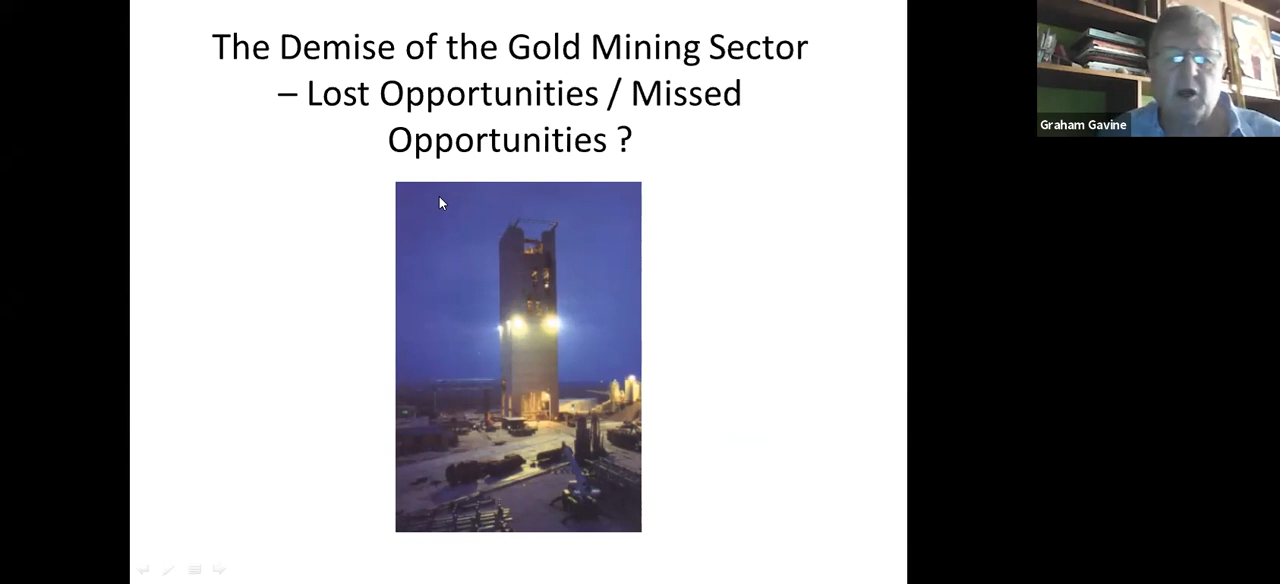 The Demise of the Gold Mining Sector
– Lost Opportunities / Missed
Opportunities ?
Graham Gavine